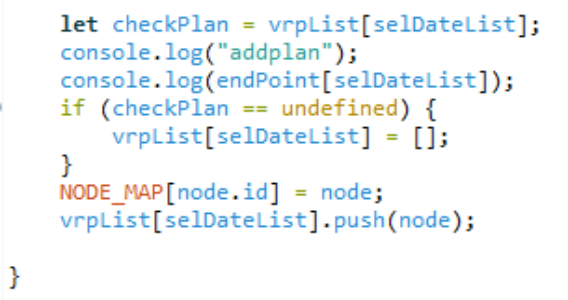 let checkPlan = vrpList[selDateList];
console.log("addplan");
console.log(endPoint[selDateList]);
if (checkPlan == undefined) {
vrpList[selDateList] = [];
}
NODE_MAP[node.id] = node;
vrpList[selDateList].push(node);
}